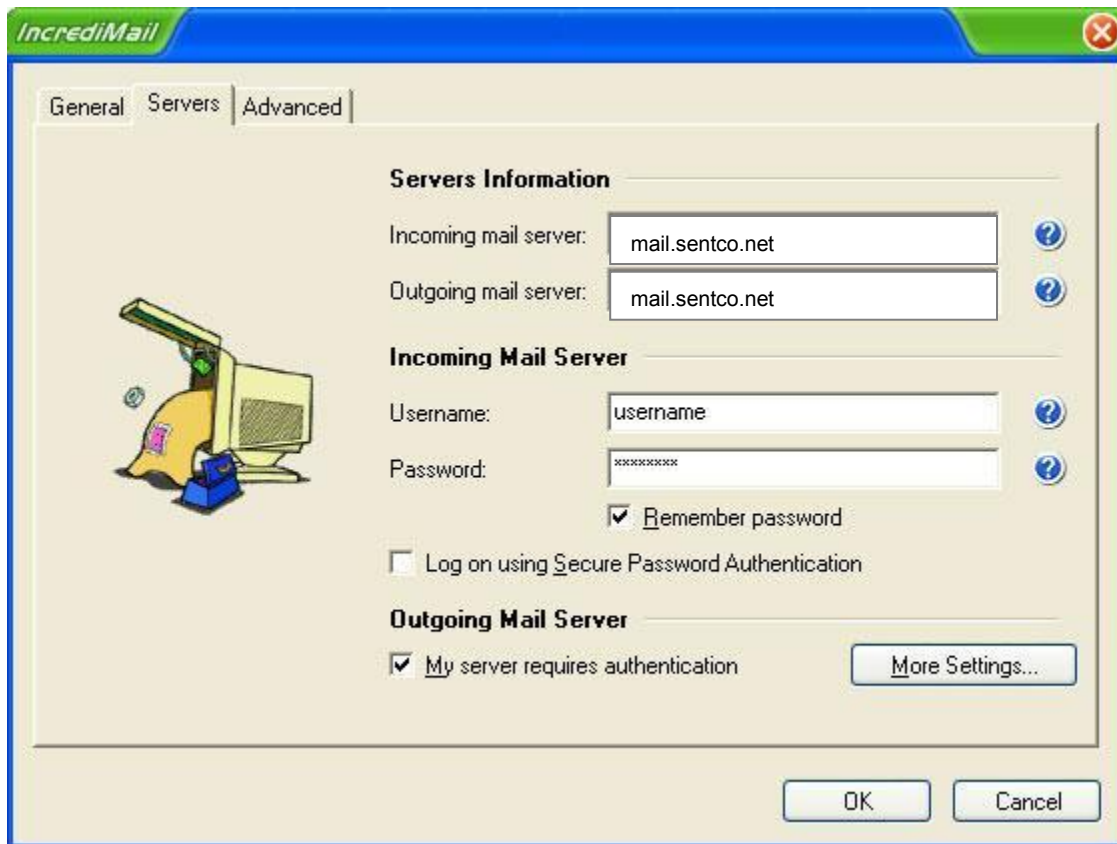 IncrediMail
General Servers Advanced
Servers Information
Incoming mail server: mail.sentco.net
Outgoing mail server: mail.sentco.net
Incoming Mail Server
Username: username
Password: ********
Remember password
Log on using Secure Password Authentication
Outgoing Mail Server
My server requires authentication More Settings...
OK Cancel